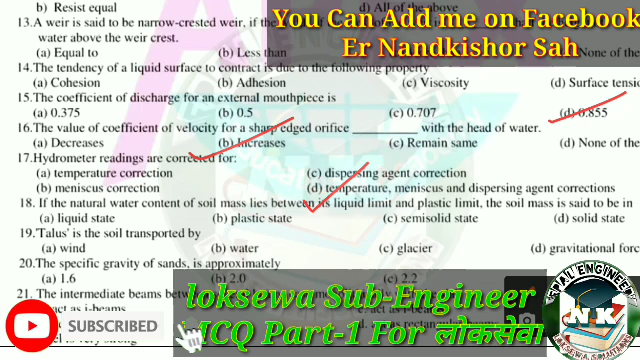 b) Resist equal
d) All of the above
You Can Add me on Facebook
Er Nandkishor Sah
13.A weir is said to be narrow-crested weir, if the
water above the weir crest.
(a) Equal to (b) Less than None of the
14.The tendency of a liquid surface to contract is due to the following property
(a) Cohesion (b) Adhesion (c) Viscosity (d) Surface tensio
15.The coefficient of discharge for an external mouthpiece is
(a) 0.375 (b) 0.5 (c) 0.707 (d) 0.855
16.The value of coefficient of velocity for a sharp edged orifice __________ with the head of water.
(a) Decreases (b) Increases (c) Remain same (d) None of the
17.Hydrometer readings are corrected for:
(a) temperature correction (c) dispersing agent correction
(b) meniscus correction (d) temperature, meniscus and dispersing agent corrections
18. If the natural water content of soil mass lies between its liquid limit and plastic limit, the soil mass is said to be in
(a) liquid state (b) plastic state (c) semisolid state (d) solid state
19.'Talus' is the soil transported by
(a) wind (b) water (c) glacier (d) gravitational forc
20.The specific gravity of sands, is approximately
(a) 1.6 (b) 2.0 (c) 2.2
21. The intermediate beams betw
act as i-beams
loksewa Sub-Engineer
MCQ Part-1 For लोकसेवा
SUBSCRIBED
is very strong
NK